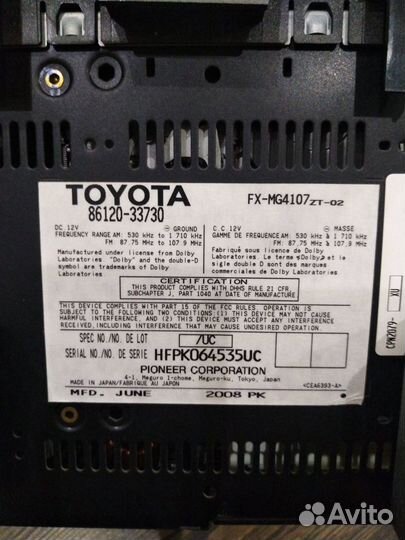 TOYOTA
86120-33730
FX-MG4107ZT-02
DC.12V GROUND
FREQUENCY RANGE AM: 530 kHz to 1 710 kHz
FM: 87.75 MHz to 107.9 MHz
Manufactured under license from Dolby
Laboratories "Dolby" and the double-D
symbol are trademarks of Dolby
Laboratories
C.C 12V MASSE
GAMME DE FREQUENCE AM: 530 kHz à 1 710 kHz
FM: 87.75 MHz à 107.9 MHz
Fabriqué sous licence de Dolby
Laboratories Le terme «Dolby» et le
sigle double D sont des marques
commerciales de Dolby Laboratories
CERTIFICATION
THIS PRODUCT COMPLIES WITH DHHS RULE 21 CFR.
SUBCHAPTER J, PART 1040 AT DATE OF MANUFACTURE
THIS DEVICE COMPLIES WITH PART 15 OF THE FCC RULES OPERATION IS
SUBJECT TO THE FOLLOWING TWO CONDITIONS: (1) THIS DEVICE MAY NOT CAUSE
HARMFUL INTERFERENCE, AND (2) THIS DEVICE MUST ACCEPT ANY INTERFERENCE
RECEIVED, INCLUDING INTERFERENCE THAT MAY CAUSE UNDESIRED OPERATION
SPEC NO./NO. DE LOT /UC
SERIAL NO./NO. DE SERIE HFPK064535UC
PIONEER CORPORATION
4-1, Meguro 1-chome, Meguro-ku, Tokyo, Japan
MADE IN JAPAN/FABRIQUE AU JAPON
<CEA6393-A>
MFD. JUNE 2008 PK
XU
CPN2079-
Avito